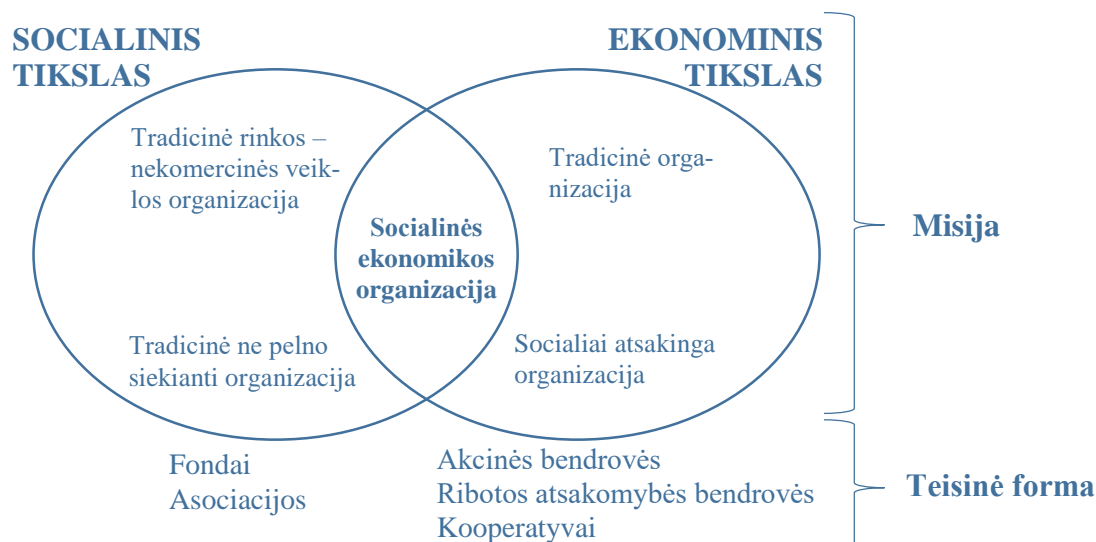 SOCIALINIS
TIKSLAS
EKONOMINIS
TIKSLAS
Tradicinė rinkos –
nekomercinės veik-
los organizacija
Tradicinė orga-
nizacija
Socialinės
ekonomikos
organizacija
Misija
Tradicinė ne pelno
siekianti organizacija
Socialiai atsakinga
organizacija
Fondai
Asociacijos
Akcinės bendrovės
Ribotos atsakomybės bendrovės
Kooperatyvai
Teisinė forma